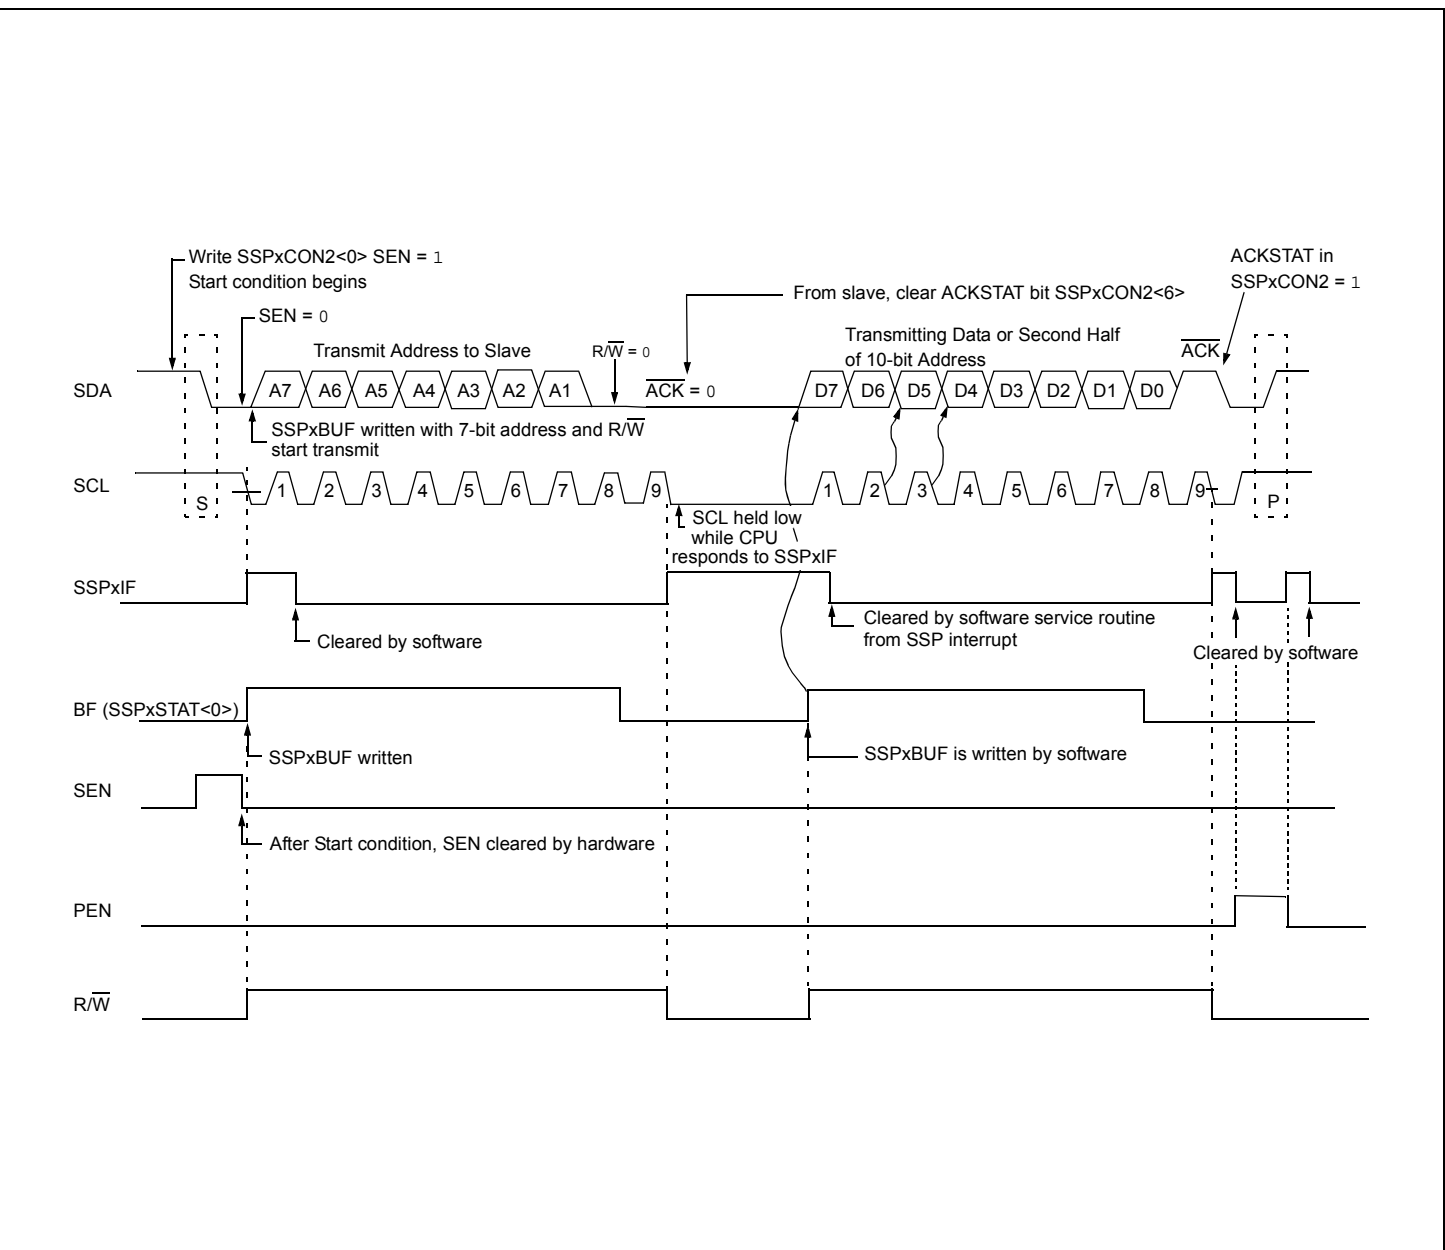 Write SSPxCON2<0> SEN = 1
Start condition begins
SEN = 0
ACKSTAT in
SSPxCON2 = 1
From slave, clear ACKSTAT bit SSPxCON2<6>
Transmit Address to Slave
R/W̅ = 0
Transmitting Data or Second Half
of 10-bit Address
A̅C̅K̅
SDA
A7 A6 A5 A4 A3 A2 A1
A̅C̅K̅ = 0
D7 D6 D5 D4 D3 D2 D1 D0
SSPxBUF written with 7-bit address and R/W̅
start transmit
SCL
S
1 2 3 4 5 6 7 8 9
1 2 3 4 5 6 7 8 9
P
SCL held low
while CPU
responds to SSPxIF
SSPxIF
Cleared by software
Cleared by software service routine
from SSP interrupt
Cleared by software
BF (SSPxSTAT<0>)
SSPxBUF written
SSPxBUF is written by software
SEN
After Start condition, SEN cleared by hardware
PEN
R/W̅